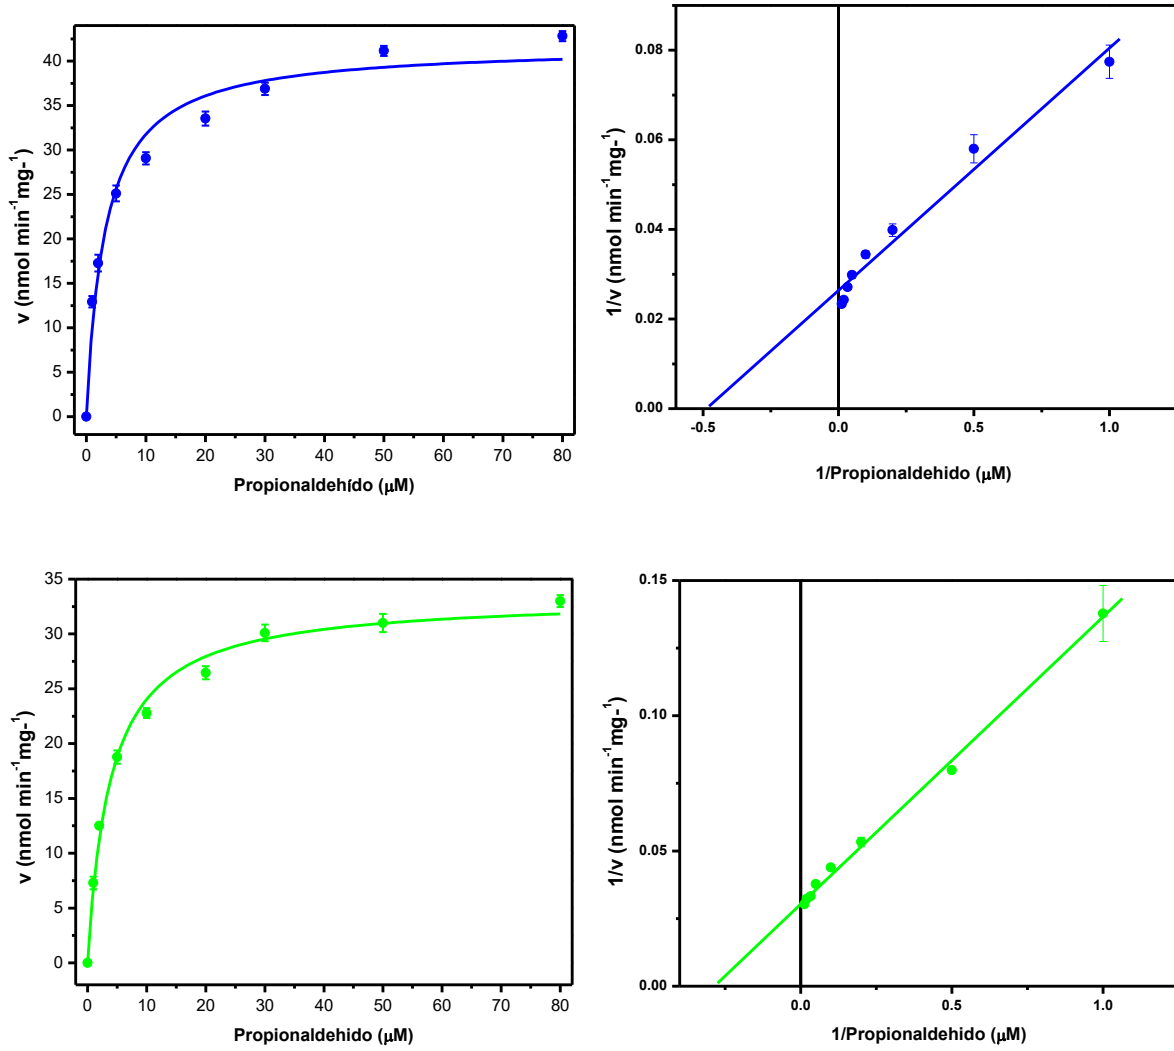 v (nmol min⁻¹mg-¹)
40
35
30
25
20
15
10
5
0
0 10 20 30 40 50 60 70 80
Propionaldehído (µM)
1/v (nmol min⁻¹mg-¹)
0.08
0.06
0.04
0.02
0.00
-0.5 0.0 0.5 1.0
1/Propionaldehido (µM)
v (nmol min⁻¹mg-¹)
35
30
25
20
15
10
5
0
0 10 20 30 40 50 60 70 80
Propionaldehido (µM)
1/v (nmol min⁻¹mg-¹)
0.15
0.10
0.05
0.00
0.0 0.5 1.0
1/Propionaldehido (µM)